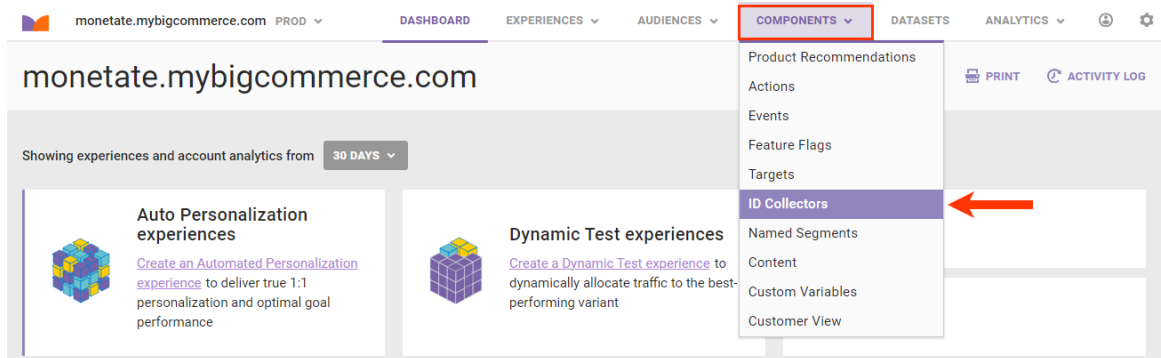 monetate.mybigcommerce.com PROD DASHBOARD EXPERIENCES AUDIENCES COMPONENTS DATASETS ANALYTICS
monetate.mybigcommerce.com
PRINT ACTIVITY LOG
Product Recommendations
Actions
Events
Feature Flags
Targets
ID Collectors
Named Segments
Content
Custom Variables
Customer View
Showing experiences and account analytics from 30 DAYS
Auto Personalization
experiences
Create an Automated Personalization
experience to deliver true 1:1
personalization and optimal goal
performance
Dynamic Test experiences
Create a Dynamic Test experience to
dynamically allocate traffic to the best-
performing variant